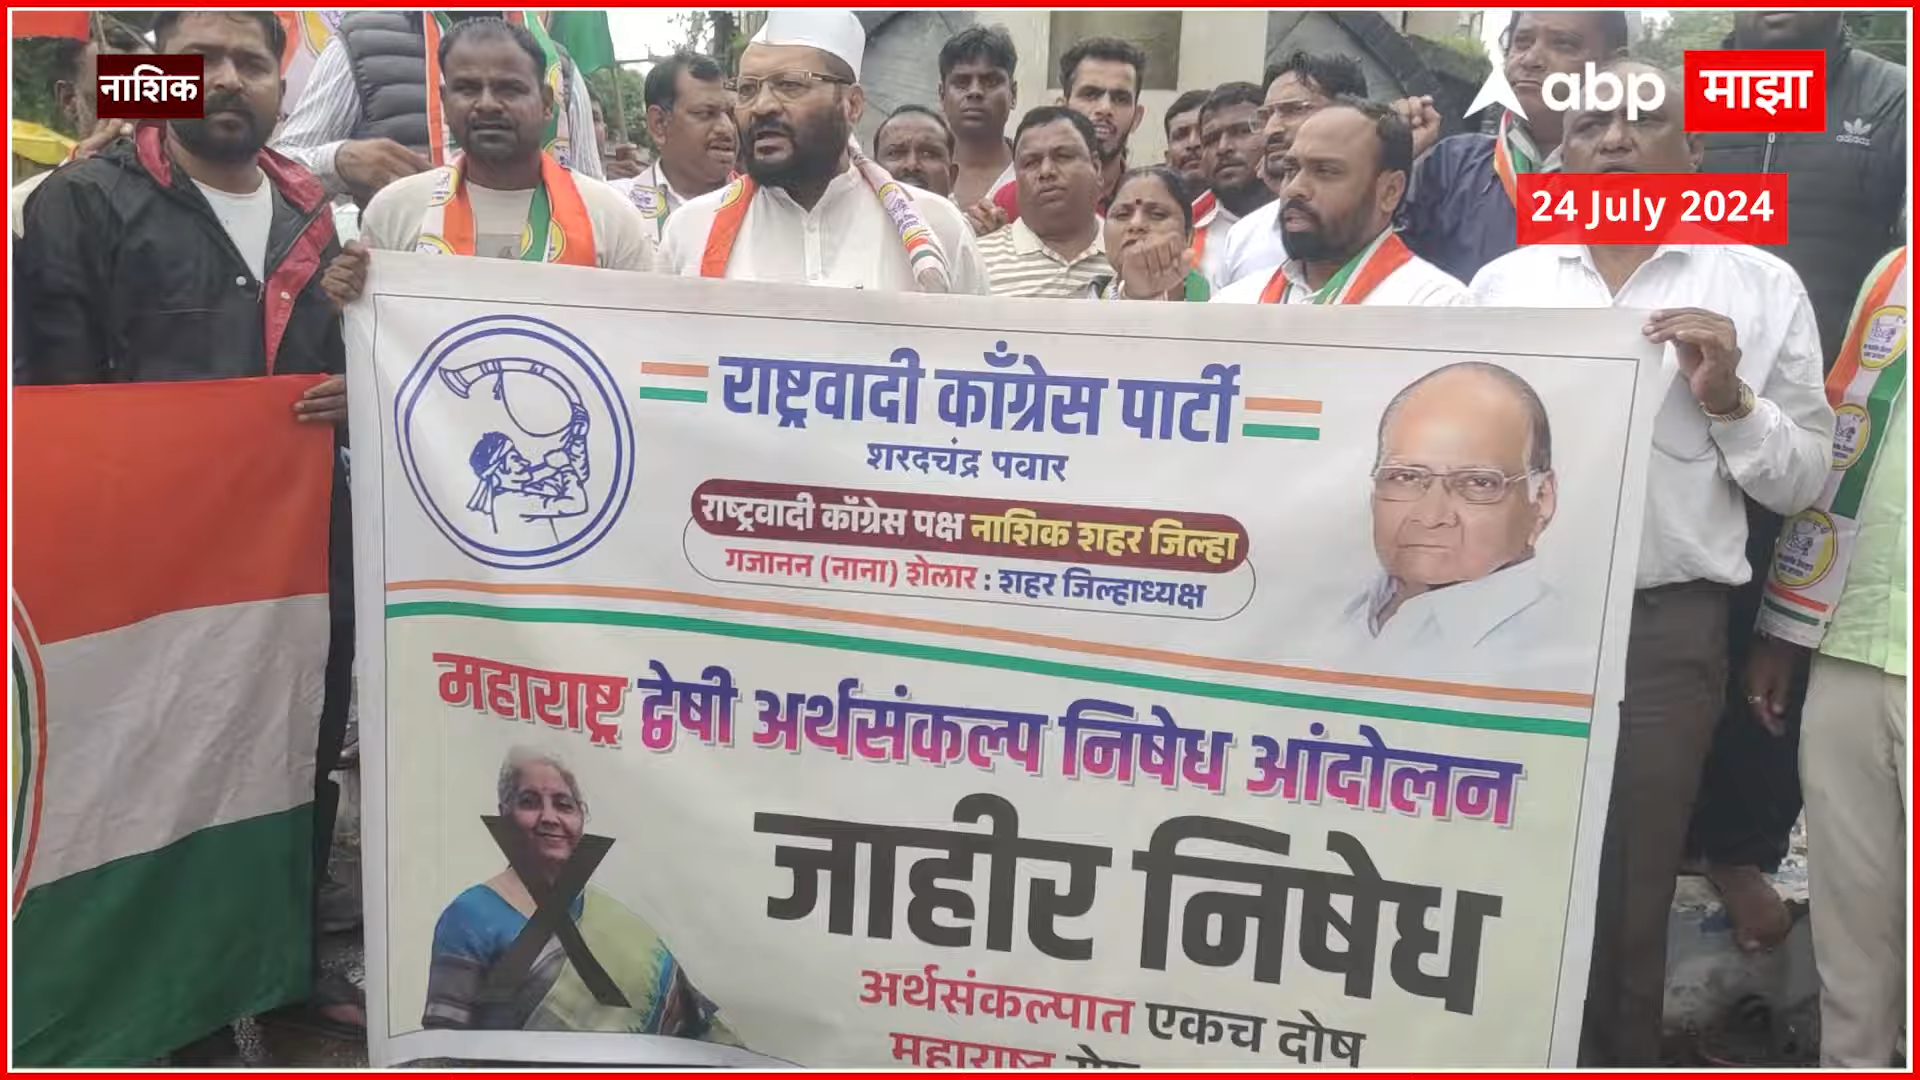 नाशिक
abp माझा
24 July 2024
राष्ट्रवादी काँग्रेस पार्टी
शरदचंद्र पवार
राष्ट्रवादी काँग्रेस पक्ष नाशिक शहर जिल्हा
गजानन (नाना) शेलार : शहर जिल्हाध्यक्ष
महाराष्ट्र द्वेषी अर्थसंकल्प निषेध आंदोलन
जाहीर निषेध
अर्थसंकल्पात एकच दोष
महाराष्ट्र